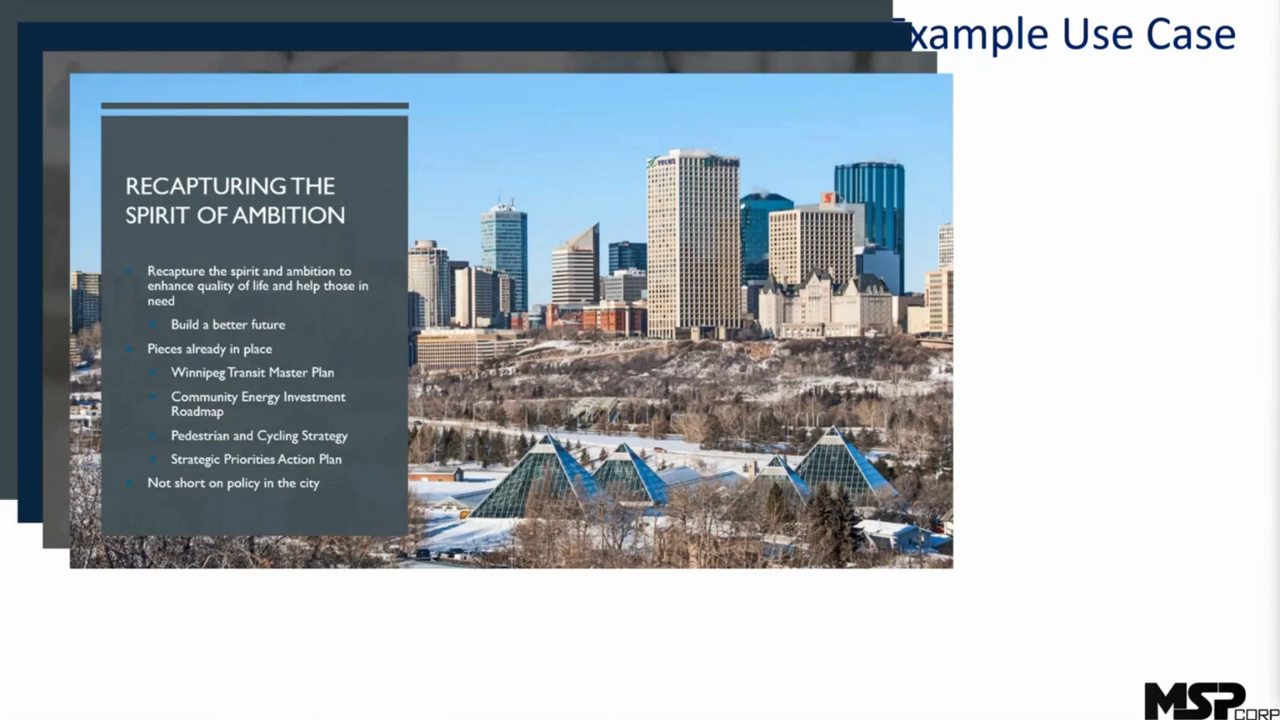 Example Use Case
RECAPTURING THE
SPIRIT OF AMBITION
Recapture the spirit and ambition to
enhance quality of life and help those in
need
Build a better future
Pieces already in place
Winnipeg Transit Master Plan
Community Energy Investment
Roadmap
Pedestrian and Cycling Strategy
Strategic Priorities Action Plan
Not short on policy in the city
MSP
CORP